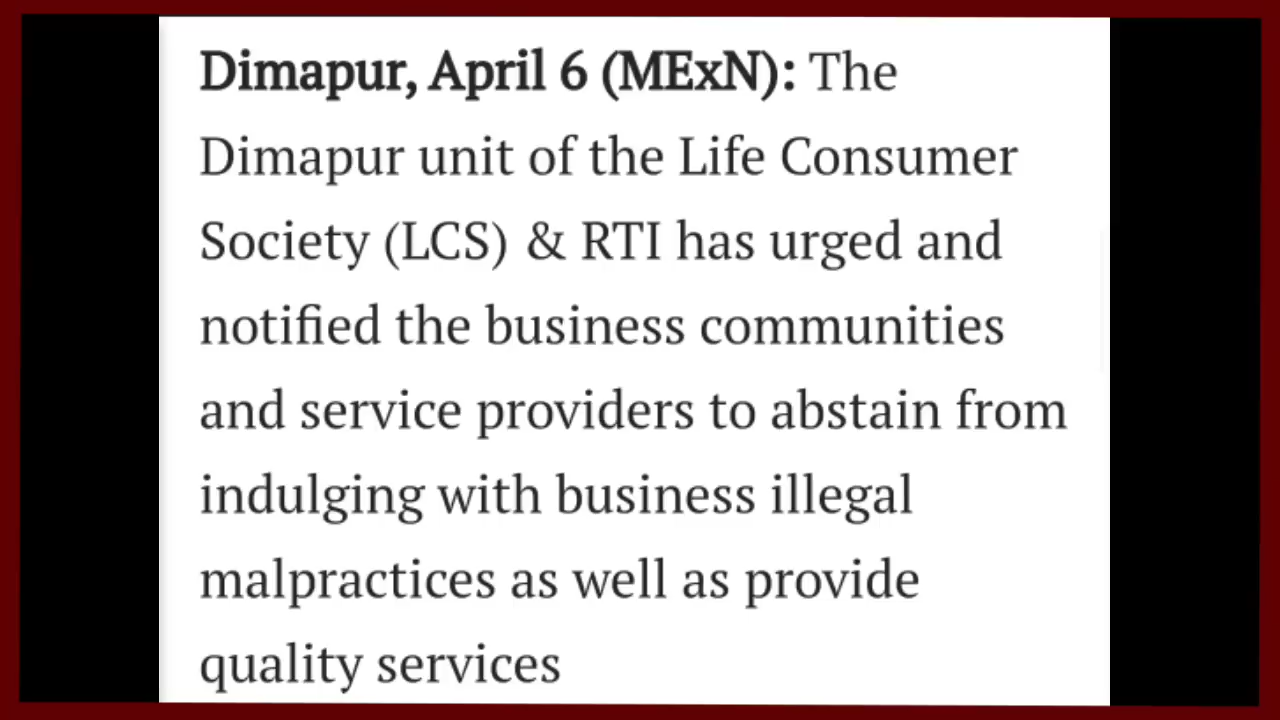 Dimapur, April 6 (MExN): The
Dimapur unit of the Life Consumer
Society (LCS) & RTI has urged and
notified the business communities
and service providers to abstain from
indulging with business illegal
malpractices as well as provide
quality services